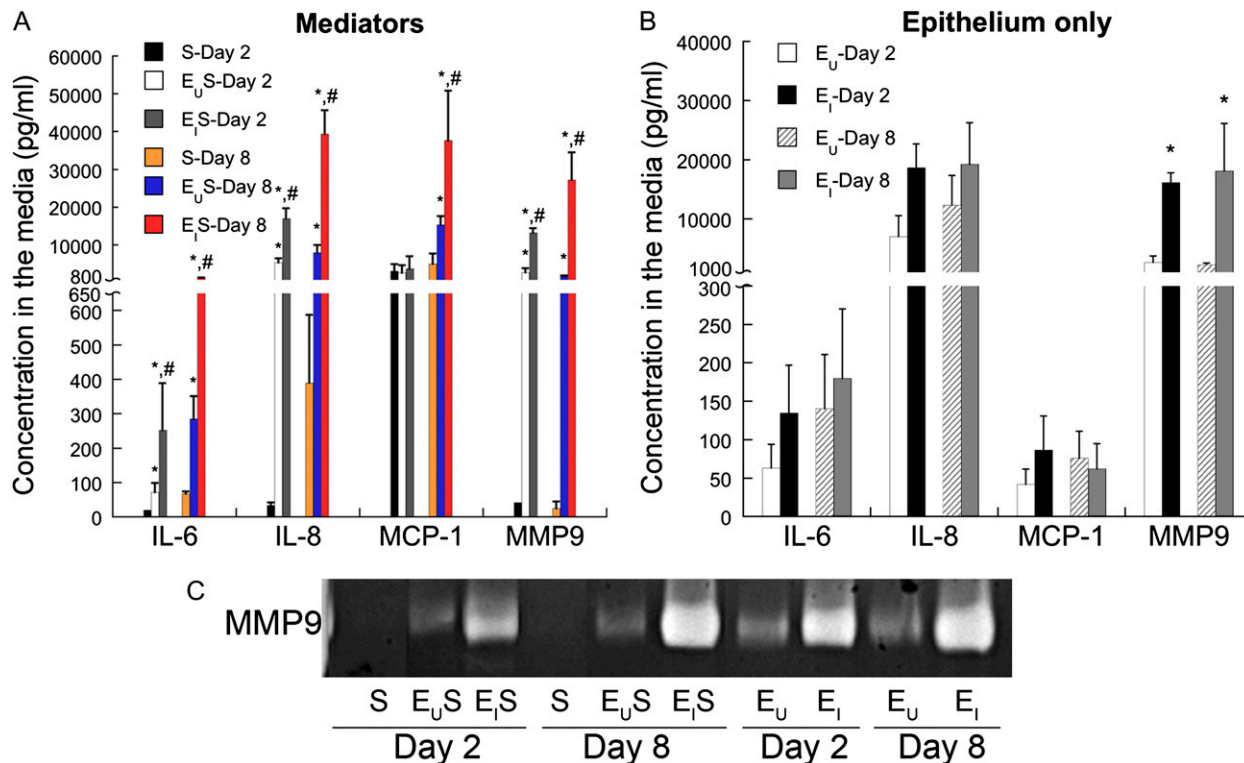 A
Mediators
Concentration in the media (pg/ml)
60000
50000
40000
30000
20000
10000
800
650
600
500
400
300
200
100
0
S-Day 2
EUS-Day 2
EIS-Day 2
S-Day 8
EUS-Day 8
EIS-Day 8
*
*,#
*
*,#
*
*,#
*
*,#
*
*,#
*
*,#
*
*,#
IL-6 IL-8 MCP-1 MMP9
B
Epithelium only
Concentration in the media (pg/ml)
40000
30000
20000
10000
1000
300
250
200
150
100
50
0
EU-Day 2
EI-Day 2
EU-Day 8
EI-Day 8
*
*
IL-6 IL-8 MCP-1 MMP9
C
MMP9
S EUS EIS S EUS EIS EU EI EU EI
Day 2 Day 8 Day 2 Day 8